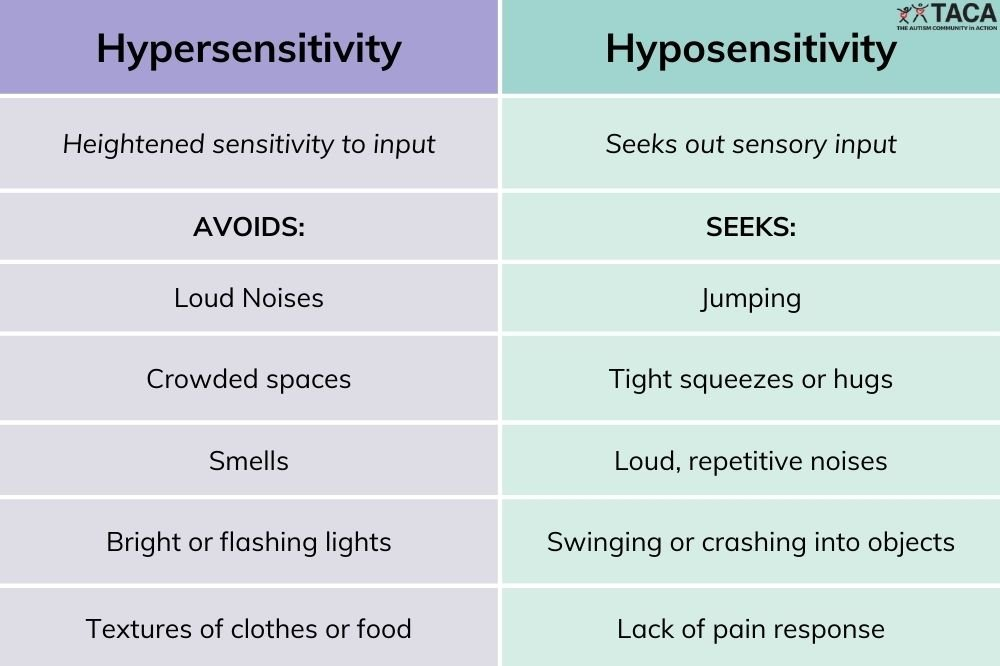 TACA
THE AUTISM COMMUNITY in ACTION
Hypersensitivity
Hyposensitivity
Heightened sensitivity to input
Seeks out sensory input
AVOIDS:
SEEKS:
Loud Noises
Jumping
Crowded spaces
Tight squeezes or hugs
Smells
Loud, repetitive noises
Bright or flashing lights
Swinging or crashing into objects
Textures of clothes or food
Lack of pain response